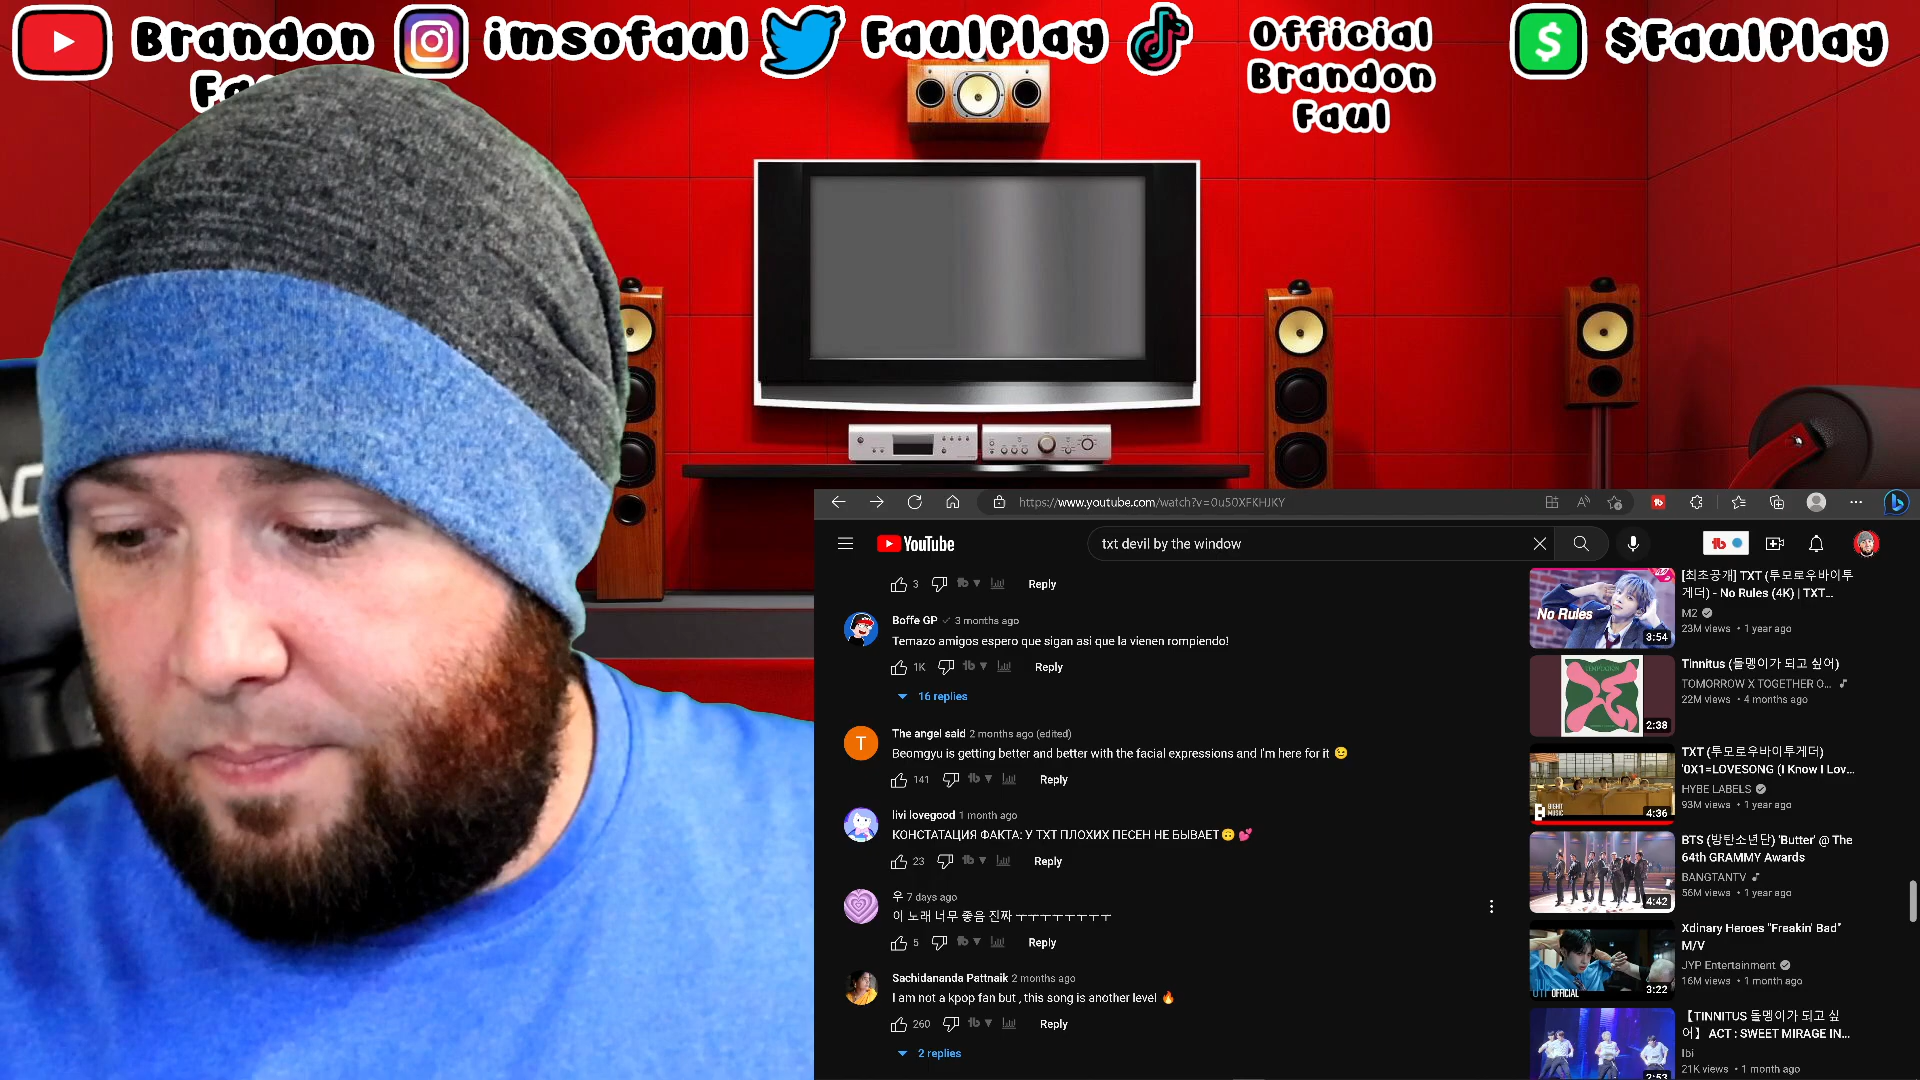 Brandon
imsofaul
FaulPlay
Official
Brandon
Faul
$FaulPlay
https://www.youtube.com/watch?v=0u50XFKHJKY
YouTube
txt devil by the window
3
Reply
Boffe GP 3 months ago
Temazo amigos espero que sigan asi que la vienen rompiendo!
1K
Reply
16 replies
T
The angel said 2 months ago (edited)
Beomgyu is getting better and better with the facial expressions and I'm here for it 😉
141
Reply
livi lovegood 1 month ago
КОНСТАТАЦИЯ ФАКТА: У ТХТ ПЛОХИХ ПЕСЕН НЕ БЫВАЕТ🙃 💕
23
Reply
우 7 days ago
이 노래 너무 좋음 진짜 ㅜㅜㅜㅜㅜㅜㅜㅜ
5
Reply
Sachidananda Pattnaik 2 months ago
I am not a kpop fan but , this song is another level 🔥
260
Reply
2 replies
No Rules
3:54
[최초공개] TXT (투모로우바이투
게더) - No Rules (4K) | TXT...
M2
23M views • 1 year ago
2:38
Tinnitus (돌멩이가 되고 싶어)
TOMORROW X TOGETHER O...
22M views • 4 months ago
4:36
TXT (투모로우바이투게더)
'0X1=LOVESONG (I Know I Lov...
HYBE LABELS
93M views • 1 year ago
4:42
BTS (방탄소년단) 'Butter' @ The
64th GRAMMY Awards
BANGTANTV
56M views • 1 year ago
OFFICIAL
3:22
Xdinary Heroes "Freakin' Bad"
M/V
JYP Entertainment
16M views • 1 month ago
2:53
【TINNITUS 돌멩이가 되고 싶
어】 ACT : SWEET MIRAGE IN...
Ibi
21K views • 1 month ago